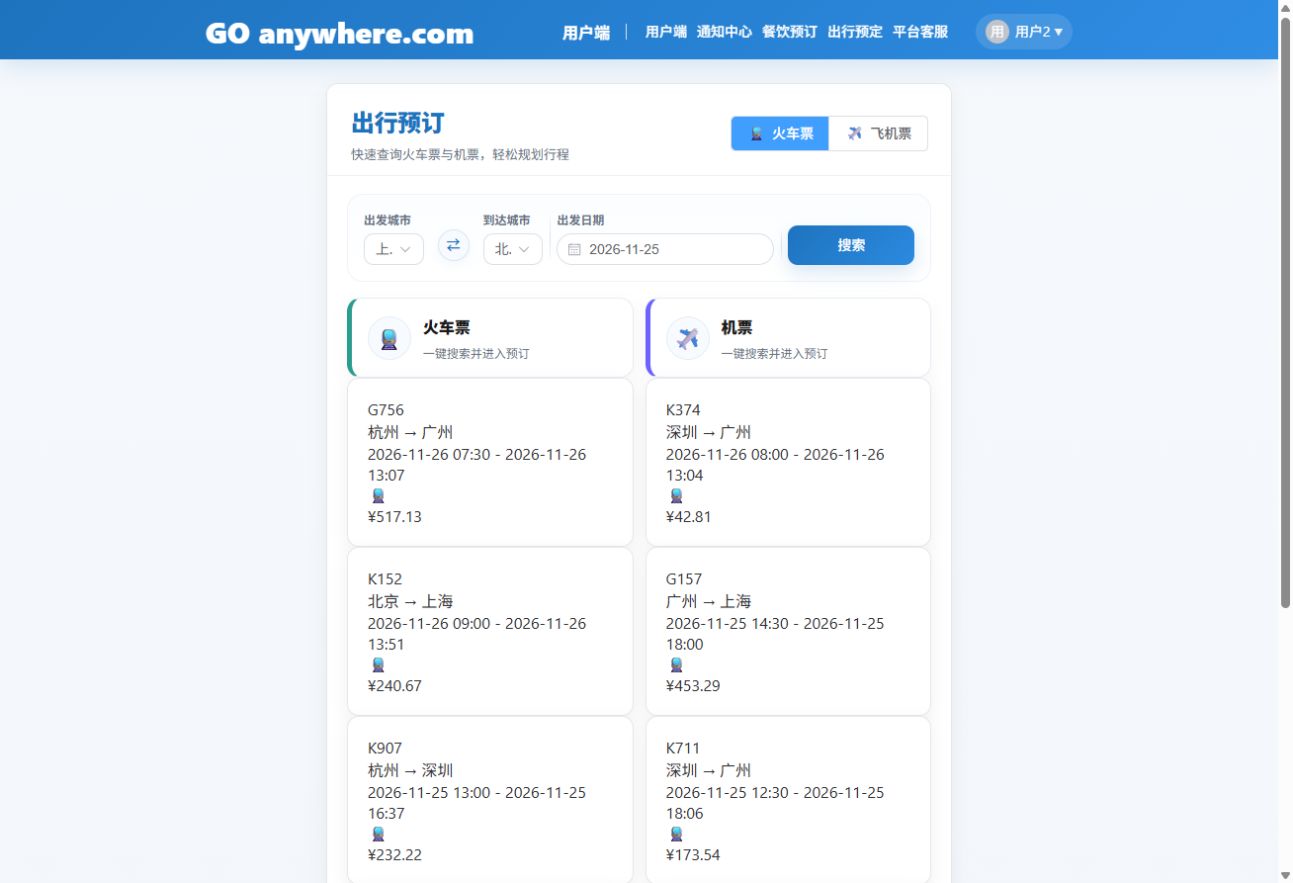 GO anywhere.com
用户端 | 用户端 通知中心 餐饮预订 出行预定 平台客服
用 用户2 ▾
出行预订
快速查询火车票与机票，轻松规划行程
火车票
飞机票
出发城市
上.
到达城市
北.
出发日期
2026-11-25
搜索
火车票
一键搜索并进入预订
机票
一键搜索并进入预订
G756
杭州 → 广州
2026-11-26 07:30 - 2026-11-26
13:07
¥517.13
K374
深圳 → 广州
2026-11-26 08:00 - 2026-11-26
13:04
¥42.81
K152
北京 → 上海
2026-11-26 09:00 - 2026-11-26
13:51
¥240.67
G157
广州 → 上海
2026-11-25 14:30 - 2026-11-25
18:00
¥453.29
K907
杭州 → 深圳
2026-11-25 13:00 - 2026-11-25
16:37
¥232.22
K711
深圳 → 广州
2026-11-25 12:30 - 2026-11-25
18:06
¥173.54